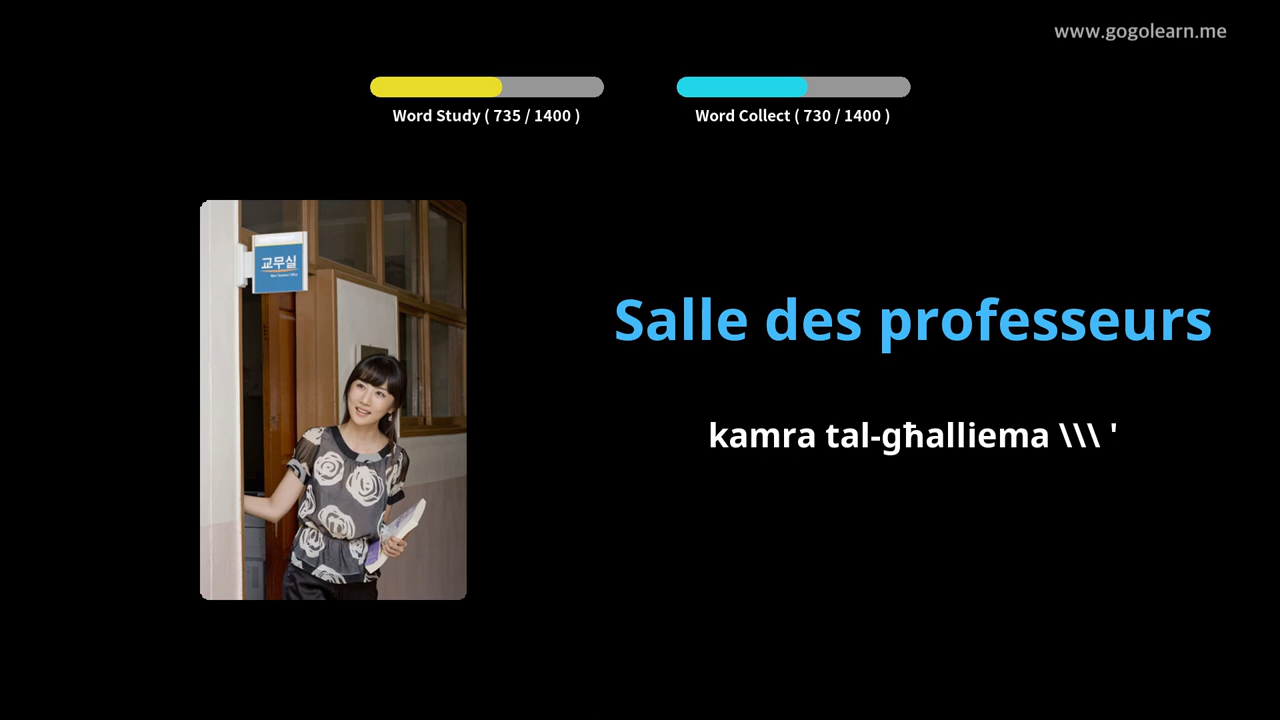 www.gogolearn.me
Word Study ( 735 / 1400 )
Word Collect ( 730 / 1400 )
교무실
Salle des professeurs
kamra tal-għalliema \\\ '